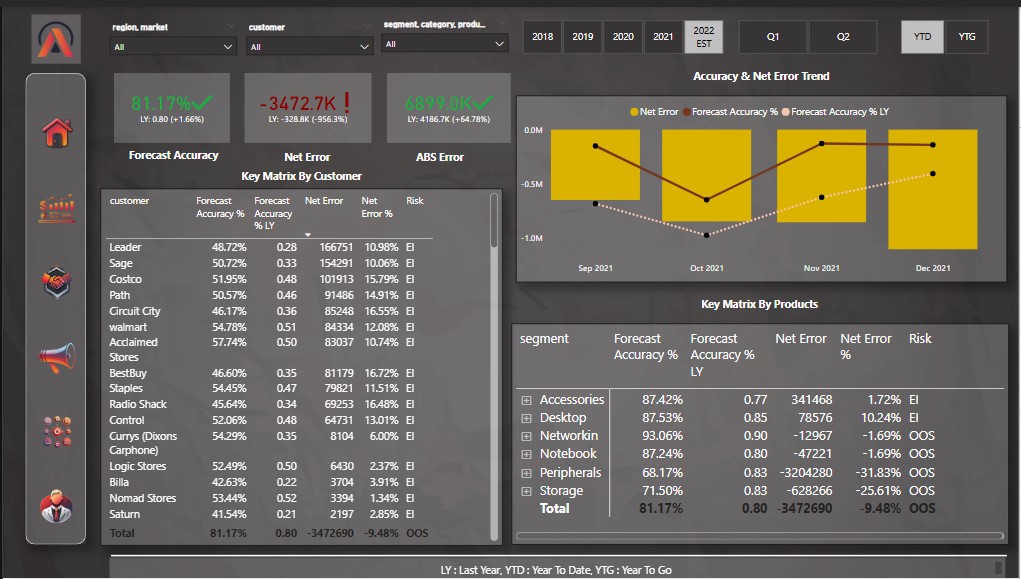 region, market
customer
segment, category, produ...
All
All
All
2018
2019
2020
2021
2022
EST
Q1
Q2
YTD
YTG
81.17%
LY: 0.80 (+1.66%)
Forecast Accuracy
-3472.7K !
LY: -328.8K (-956.3%)
Net Error
6899.0K
LY: 4186.7K (+64.78%)
ABS Error
Accuracy & Net Error Trend
Net Error Forecast Accuracy % Forecast Accuracy % LY
0.0M
-0.5M
-1.0M
Sep 2021 Oct 2021 Nov 2021 Dec 2021
Key Matrix By Customer
customer Forecast Accuracy % Forecast Accuracy % LY Net Error Net Error % Risk
Leader 48.72% 0.28 166751 10.98% EI
Sage 50.72% 0.33 154291 10.06% EI
Costco 51.95% 0.48 101913 15.79% EI
Path 50.57% 0.46 91486 14.91% EI
Circuit City 46.17% 0.36 85248 16.55% EI
walmart 54.78% 0.51 84334 12.08% EI
Acclaimed Stores 57.74% 0.50 83037 10.74% EI
BestBuy 46.60% 0.35 81179 16.72% EI
Staples 54.45% 0.47 79821 11.51% EI
Radio Shack 45.64% 0.34 69253 16.48% EI
Control 52.06% 0.48 64731 13.01% EI
Currys (Dixons Carphone) 54.29% 0.35 8104 6.00% EI
Logic Stores 52.49% 0.50 6430 2.37% EI
Billa 42.63% 0.22 3704 3.91% EI
Nomad Stores 53.44% 0.52 3394 1.34% EI
Saturn 41.54% 0.21 2197 2.85% EI
Total 81.17% 0.80 -3472690 -9.48% OOS
Key Matrix By Products
segment Forecast Accuracy % Forecast Accuracy % LY Net Error Net Error % Risk
Accessories 87.42% 0.77 341468 1.72% EI
Desktop 87.53% 0.85 78576 10.24% EI
Networkin 93.06% 0.90 -12967 -1.69% OOS
Notebook 87.24% 0.80 -47221 -1.69% OOS
Peripherals 68.17% 0.83 -3204280 -31.83% OOS
Storage 71.50% 0.83 -628266 -25.61% OOS
Total 81.17% 0.80 -3472690 -9.48% OOS
LY : Last Year, YTD : Year To Date, YTG : Year To Go